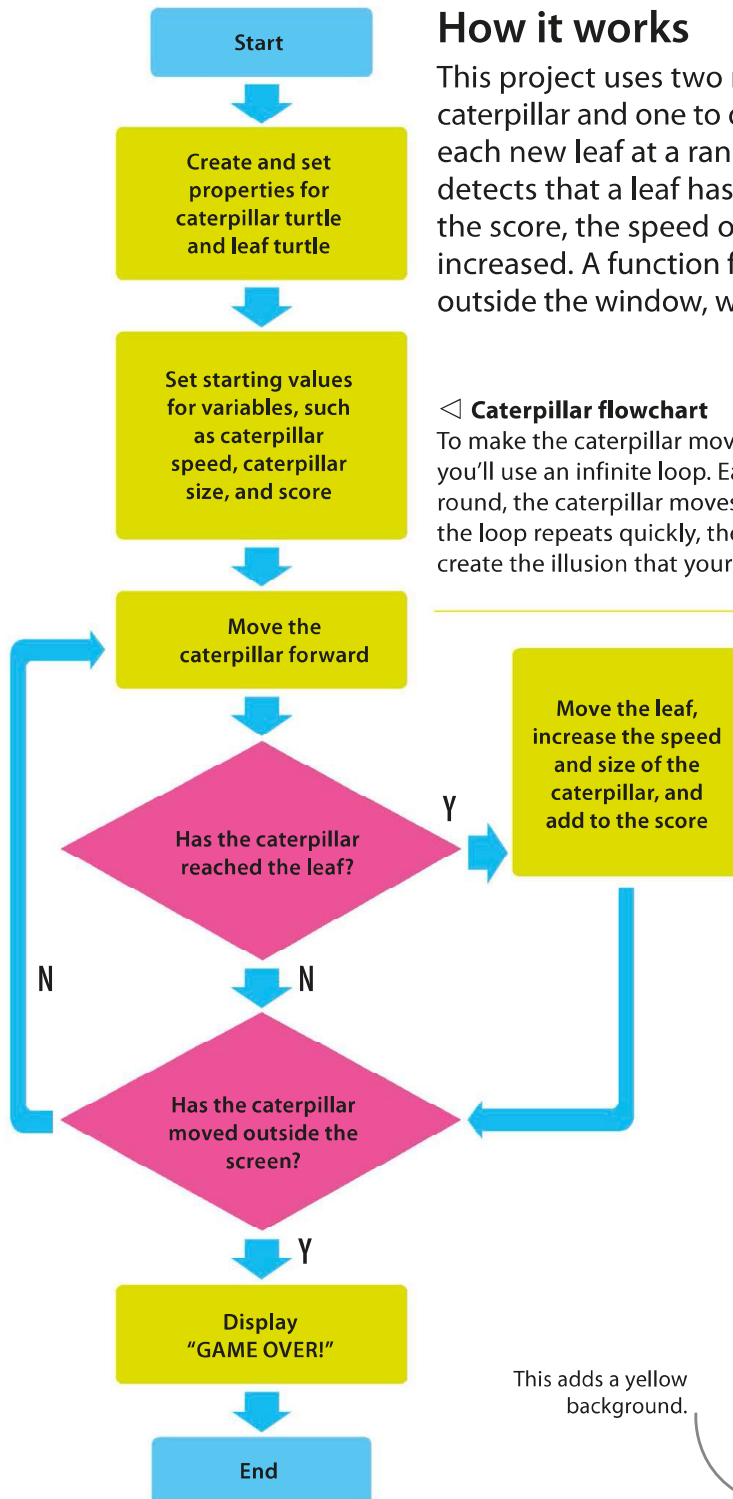 Start
Create and set
properties for
caterpillar turtle
and leaf turtle
Set starting values
for variables, such
as caterpillar
speed, caterpillar
size, and score
Move the
caterpillar forward
Has the caterpillar
reached the leaf?
Y
Move the leaf,
increase the speed
and size of the
caterpillar, and
add to the score
N
N
Has the caterpillar
moved outside the
screen?
Y
Display
“GAME OVER!”
End
How it works
This project uses two
caterpillar and one to
each new leaf at a
detects that a leaf has
the score, the speed
increased. A function
outside the window,
◁ Caterpillar flowchart
To make the caterpillar
you’ll use an infinite loop.
round, the caterpillar moves
the loop repeats quickly,
create the illusion that your
This adds a yellow
background.